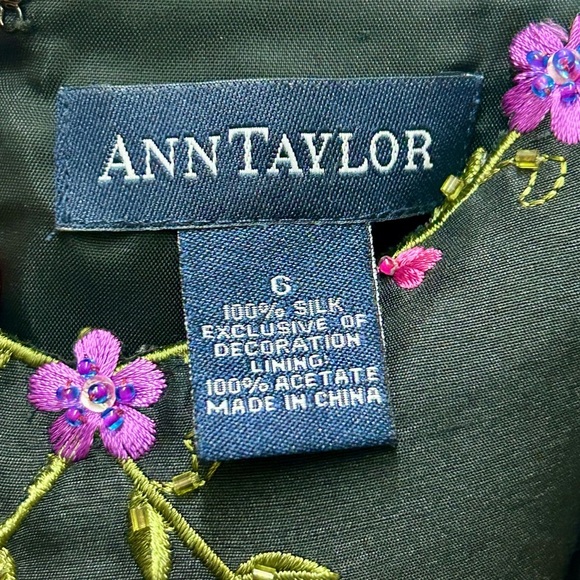 ANNTAYLOR
6
100% SILK
EXCLUSIVE OF
DECORATION
LINING:
100% ACETATE
MADE IN CHINA